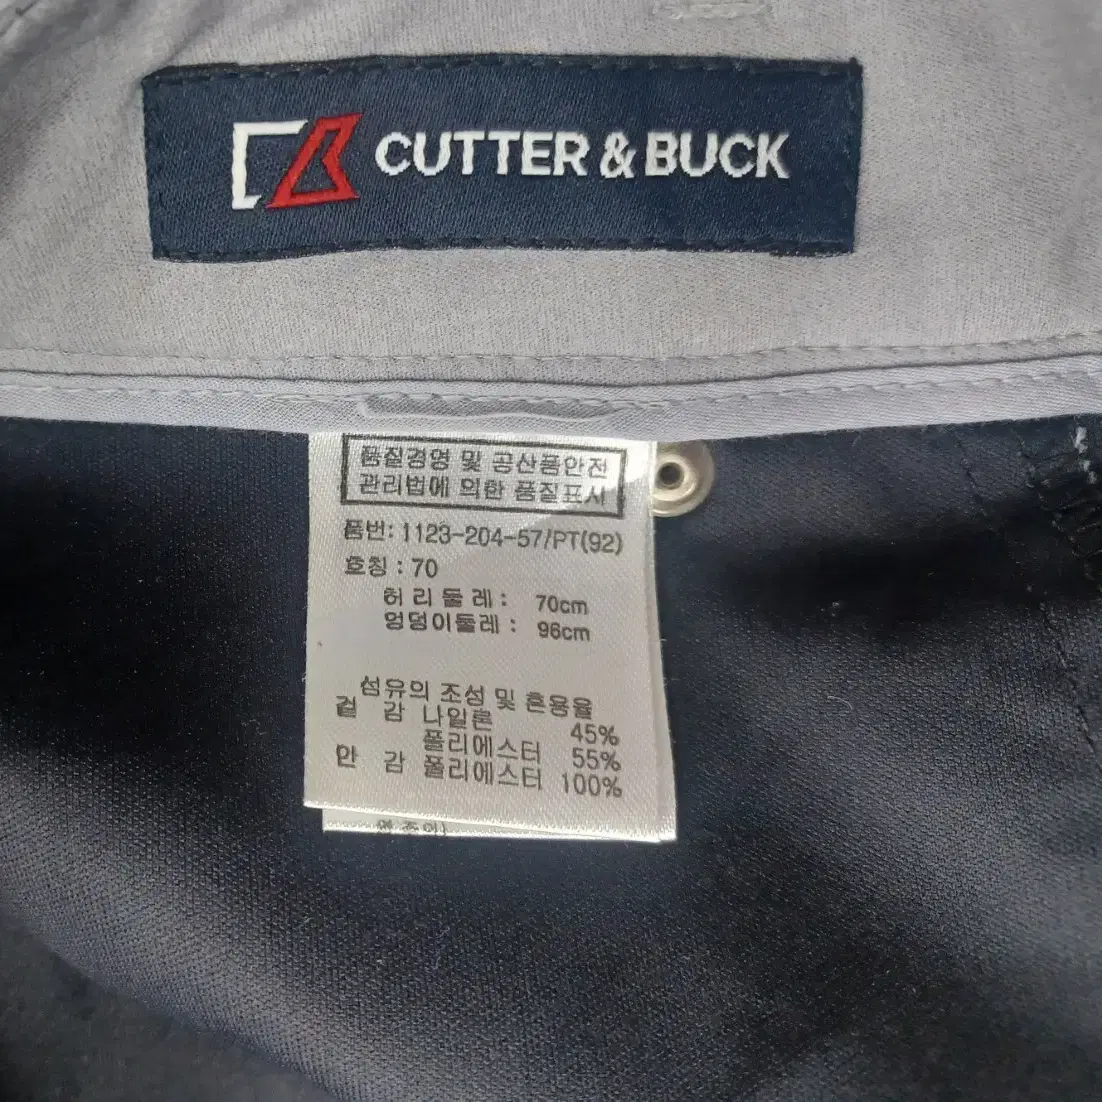 CUTTER & BUCK
품질경영 및 공산품안전
관리법에 의한 품질표시
품번: 1123-204-57/PT(92)
호칭 : 70
허리둘레 : 70cm
엉덩이둘레 : 96cm
섬유의 조성 및 혼용율
겉 감 나일론 45%
폴리에스터 55%
안 감 폴리에스터 100%